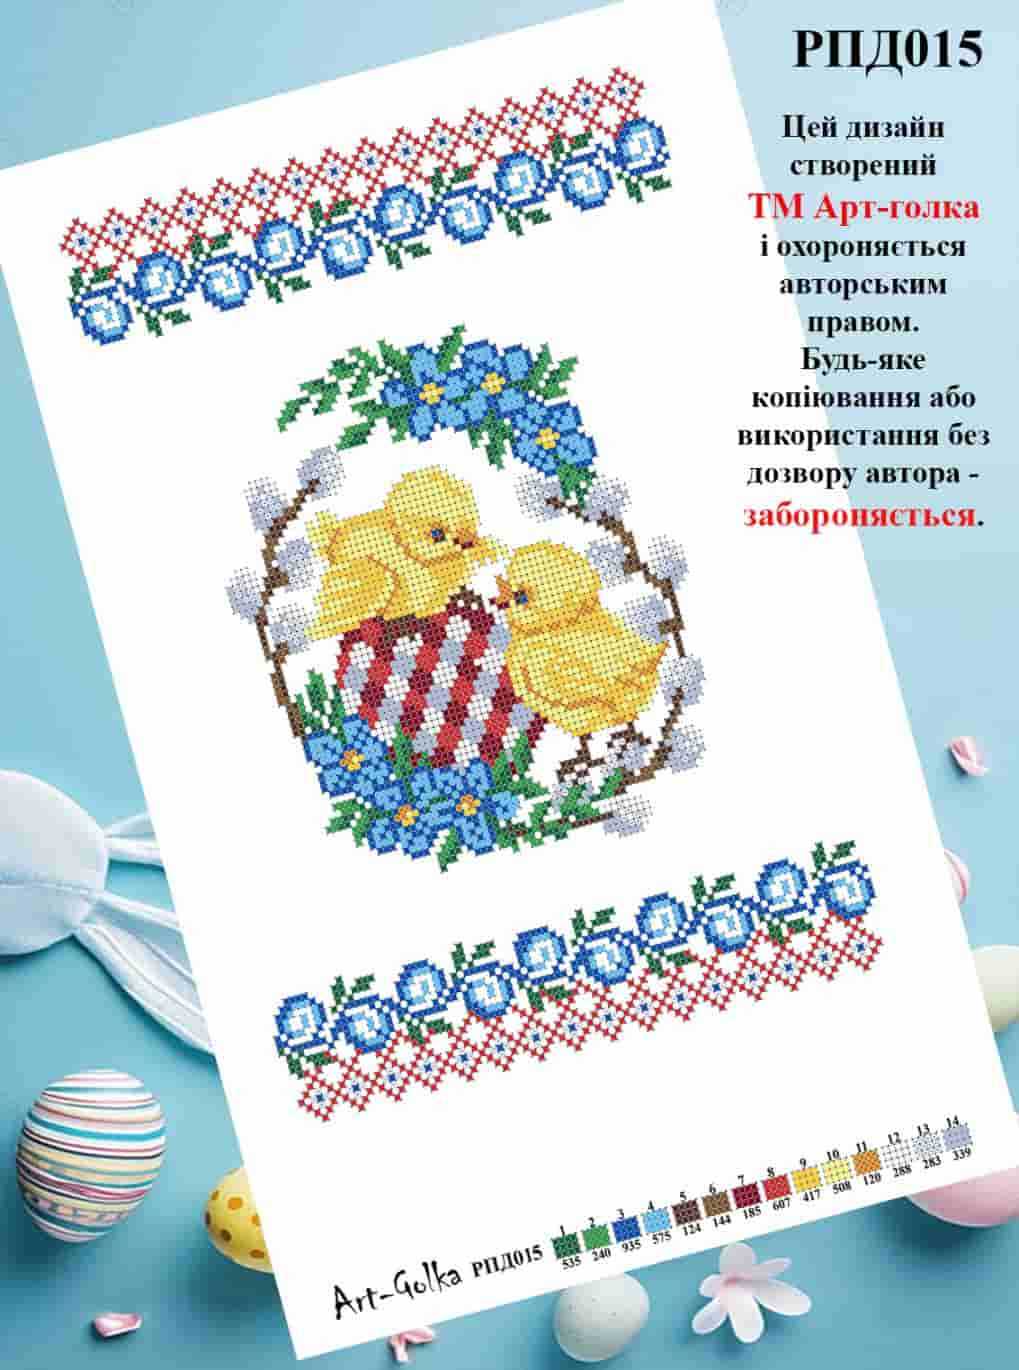 РПД015
Цей дизайн
створений
ТМ Арт-голка
і охороняється
авторським
правом.
Будь-яке
копіювання або
використання без
дозвору автора -
забороняється.
1 2 3 4 5 6 7 8 9 10 11 12 13 14
535 240 935 575 124 144 185 607 417 508 120 288 283 339
Art-Golka РПД015